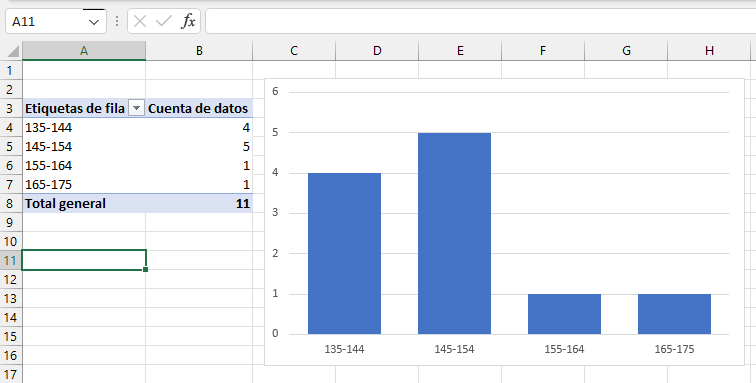 A11 fx
A B C D E F G H
1
2
3 Etiquetas de fila Cuenta de datos
4 135-144 4
5 145-154 5
6 155-164 1
7 165-175 1
8 Total general 11
9
10
11
12
13
14
15
16
17
6
5
4
3
2
1
0
135-144 145-154 155-164 165-175